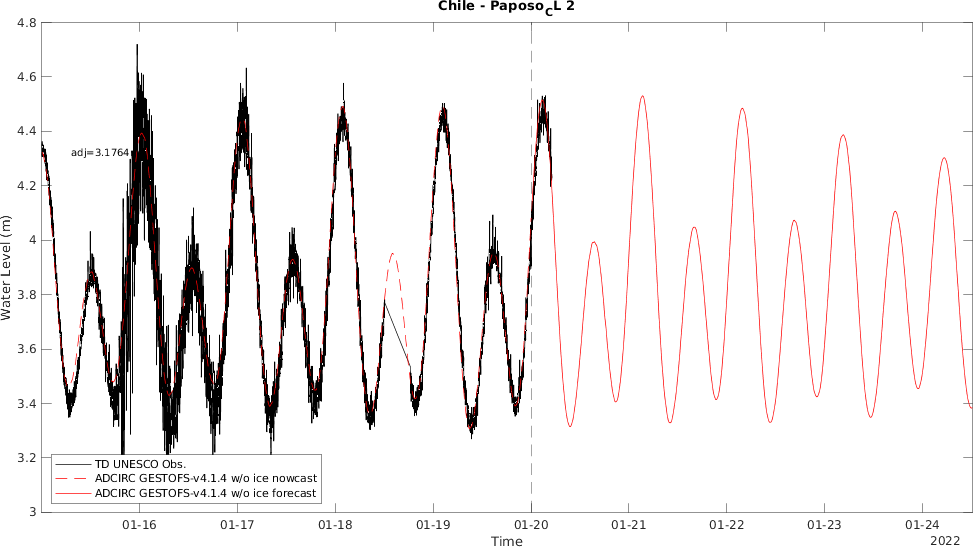 Chile - Paposo_CL 2
4.8
4.6
4.4
4.2
4
3.8
3.6
3.4
3.2
3
Water Level (m)
adj=3.1764
TD UNESCO Obs.
ADCIRC GESTOFS-v4.1.4 w/o ice nowcast
ADCIRC GESTOFS-v4.1.4 w/o ice forecast
01-16 01-17 01-18 01-19 01-20 01-21 01-22 01-23 01-24
Time
2022